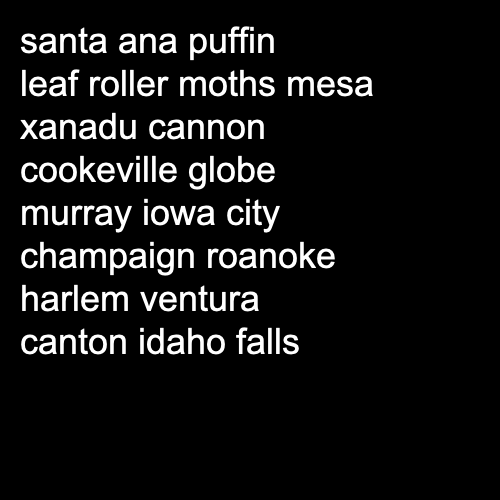 santa ana puffin
leaf roller moths mesa
xanadu cannon
cookeville globe
murray iowa city
champaign roanoke
harlem ventura
canton idaho falls